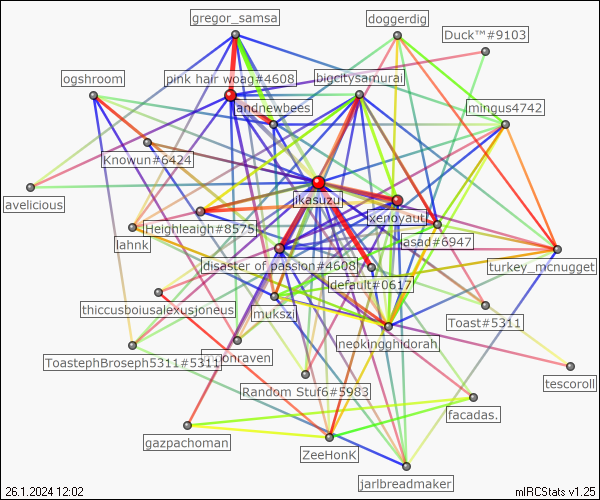 gregor_samsa
doggerdig
Duck™#9103
ogshroom
pink hair woag#4608
bigcitysamurai
andnewbees
mingus4742
Knowun#6424
avelicious
ikasuzu
xenoyaut
Heighleaigh#8575
lahnk
asad#6947
disaster of passion#4608
turkey_mcnugget
default#0617
thiccusboiusalexusjoneus
mukszi
Toast#5311
neokingghidorah
ToastephBroseph5311#5311
onraven
tescoroll
Random Stuf6#5983
facadas.
gazpachoman
ZeeHonK
jarlbreadmaker
26.1.2024 12:02
mIRCStats v1.25